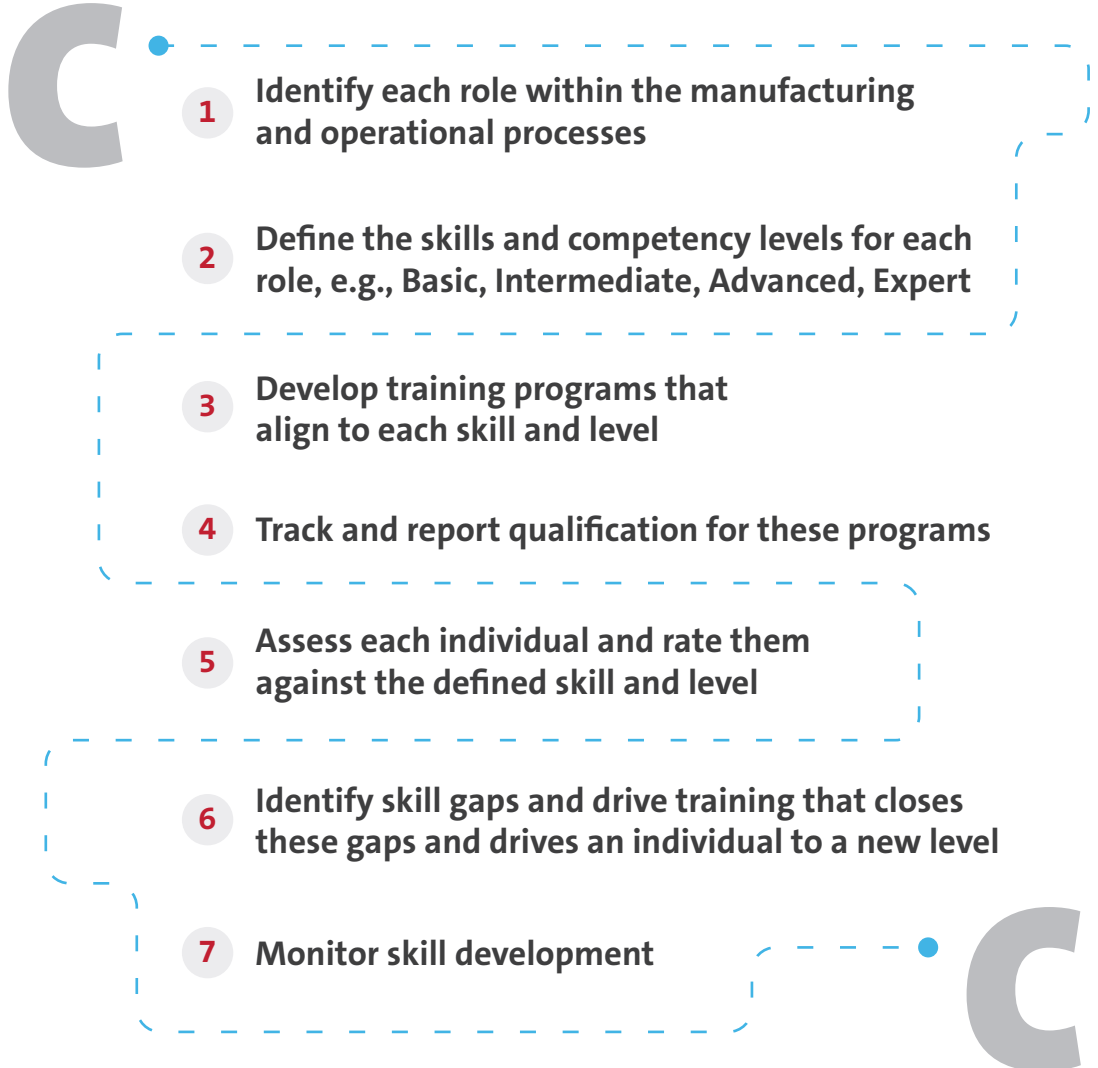 C
1
Identify each role within the manufacturing
and operational processes
2
Define the skills and competency levels for each
role, e.g., Basic, Intermediate, Advanced, Expert
3
Develop training programs that
align to each skill and level
4
Track and report qualification for these programs
5
Assess each individual and rate them
against the defined skill and level
6
Identify skill gaps and drive training that closes
these gaps and drives an individual to a new level
7
Monitor skill development
C